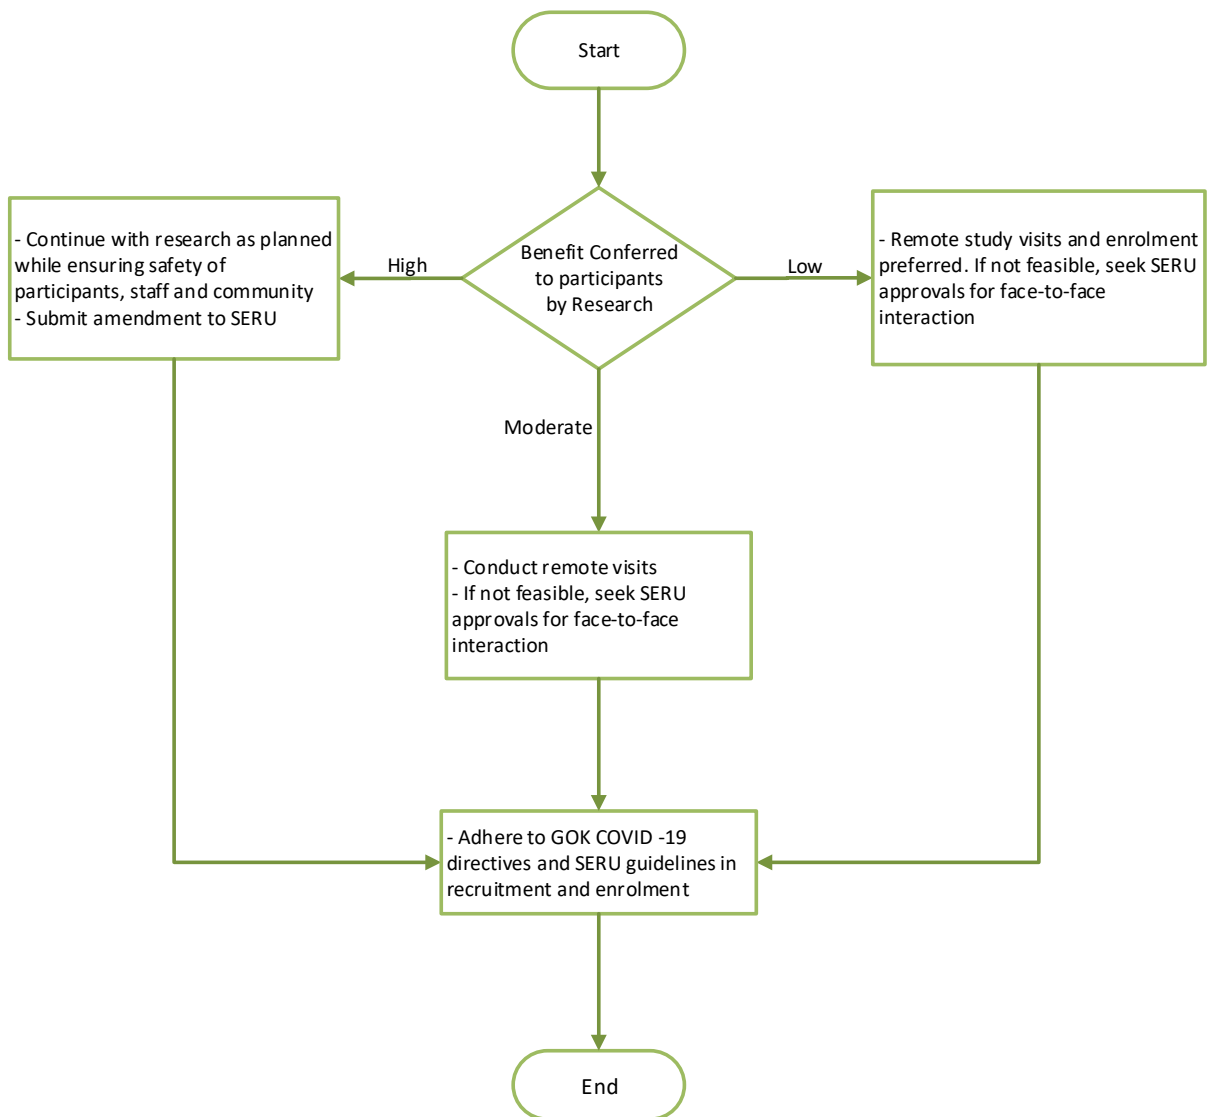 Start
Benefit Conferred
to participants
by Research
High
Low
Moderate
- Continue with research as planned
while ensuring safety of
participants, staff and community
- Submit amendment to SERU
- Remote study visits and enrolment
preferred. If not feasible, seek SERU
approvals for face-to-face
interaction
- Conduct remote visits
- If not feasible, seek SERU
approvals for face-to-face
interaction
- Adhere to GOK COVID -19
directives and SERU guidelines in
recruitment and enrolment
End